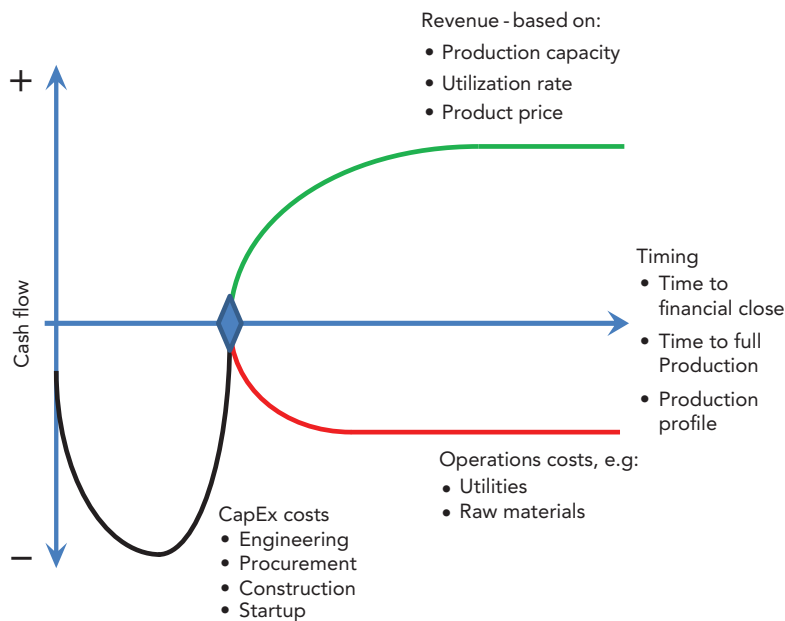 Revenue - based on:
• Production capacity
• Utilization rate
• Product price
+
Cash flow
−
Timing
• Time to
financial close
• Time to full
Production
• Production
profile
Operations costs, e.g:
• Utilities
• Raw materials
CapEx costs
• Engineering
• Procurement
• Construction
• Startup